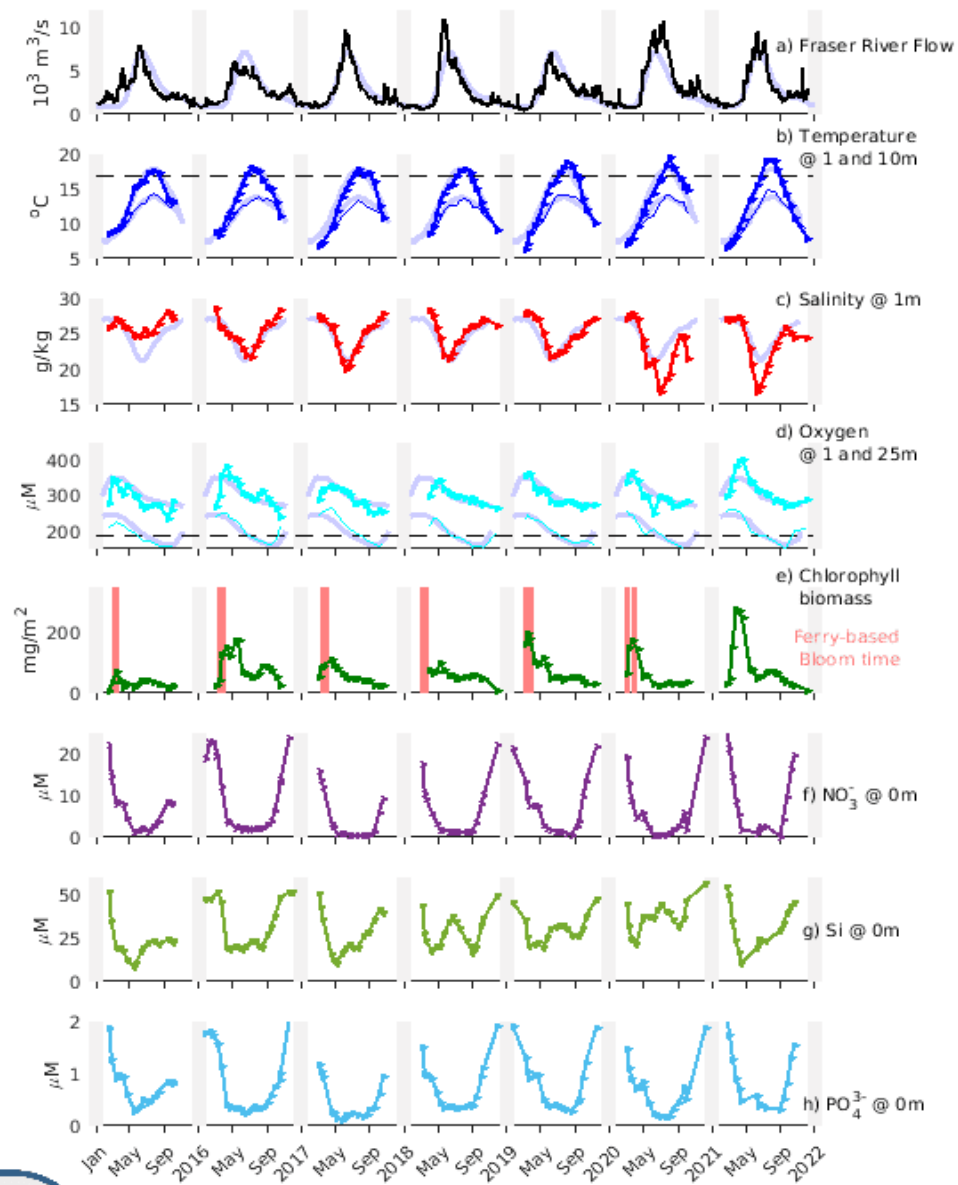 10³ m³/s
10
5
0
a) Fraser River Flow
b) Temperature
@ 1 and 10m
°C
20
15
10
5
c) Salinity @ 1m
g/kg
30
25
20
15
d) Oxygen
@ 1 and 25m
μM
400
300
200
e) Chlorophyll
biomass
Ferry-based
Bloom time
mg/m²
200
0
μM
20
10
0
f) NO₃⁻ @ 0m
μM
50
25
0
g) Si @ 0m
μM
2
1
0
h) PO₄³⁻ @ 0m
Jan May Sep 2016 May Sep 2017 May Sep 2018 May Sep 2019 May Sep 2020 May Sep 2021 May Sep 2022